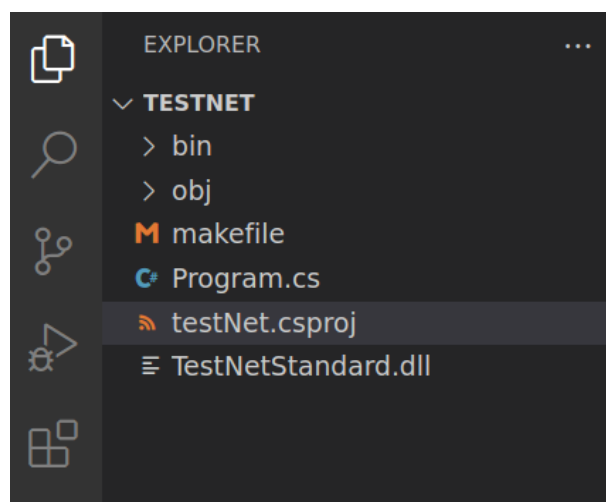 EXPLORER
TESTNET
bin
obj
makefile
Program.cs
testNet.csproj
TestNetStandard.dll